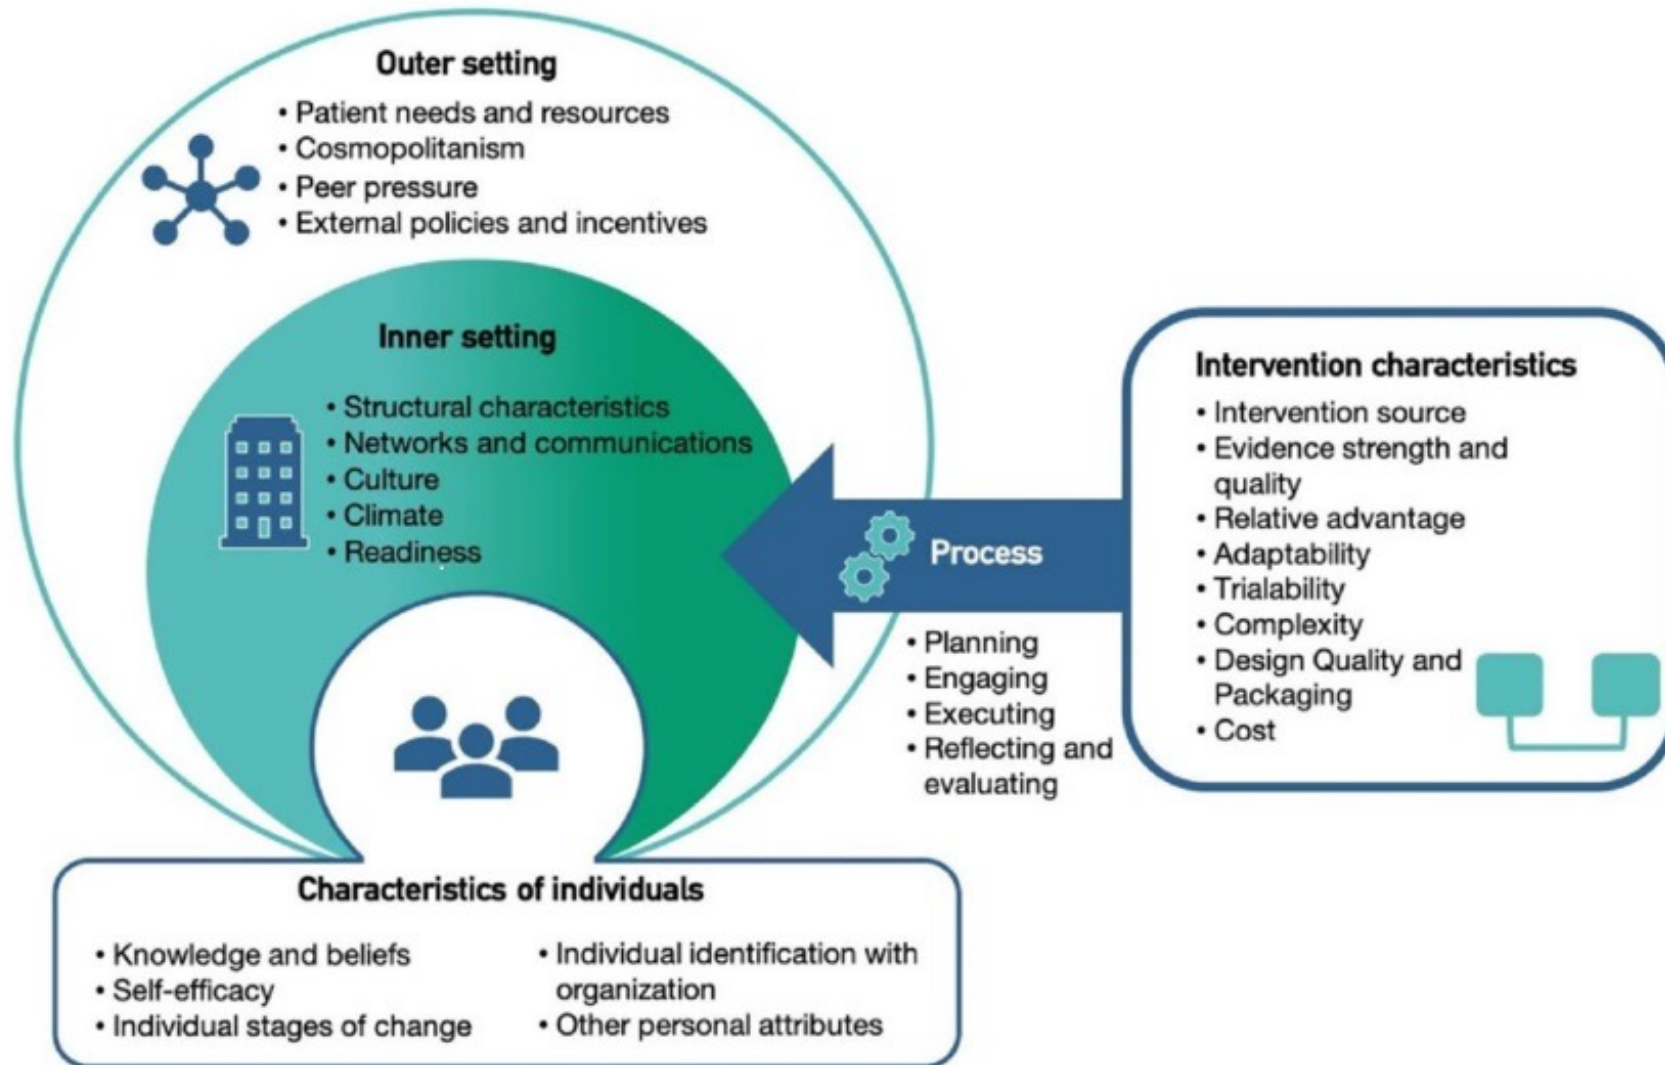 Outer setting
• Patient needs and resources
• Cosmopolitanism
• Peer pressure
• External policies and incentives
Inner setting
• Structural characteristics
• Networks and communications
• Culture
• Climate
• Readiness
Process
• Planning
• Engaging
• Executing
• Reflecting and
evaluating
Intervention characteristics
• Intervention source
• Evidence strength and
quality
• Relative advantage
• Adaptability
• Trialability
• Complexity
• Design Quality and
Packaging
• Cost
Characteristics of individuals
• Knowledge and beliefs
• Self-efficacy
• Individual stages of change
• Individual identification with
organization
• Other personal attributes